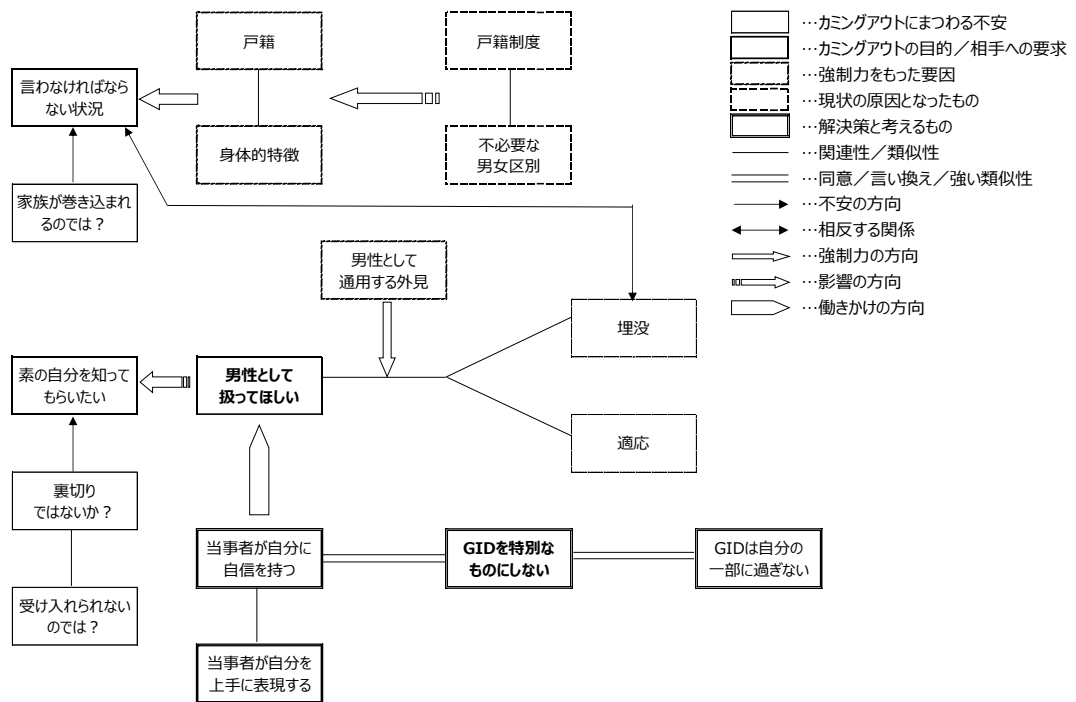 戸籍
戸籍制度
言わなければなら
ない状況
身体的特徴
不必要な
男女区別
家族が巻き込まれ
るのでは？
男性として
通用する外見
埋没
素の自分を知って
もらいたい
男性として
扱ってほしい
適応
裏切り
ではないか？
当事者が自分に
自信を持つ
GIDを特別な
ものにしない
GIDは自分の
一部に過ぎない
受け入れられない
のでは？
当事者が自分を
上手に表現する
…カミングアウトにまつわる不安
…カミングアウトの目的／相手への要求
…強制力をもった要因
…現状の原因となったもの
…解決策と考えるもの
…関連性／類似性
…同意／言い換え／強い類似性
…不安の方向
…相反する関係
…強制力の方向
…影響の方向
…働きかけの方向